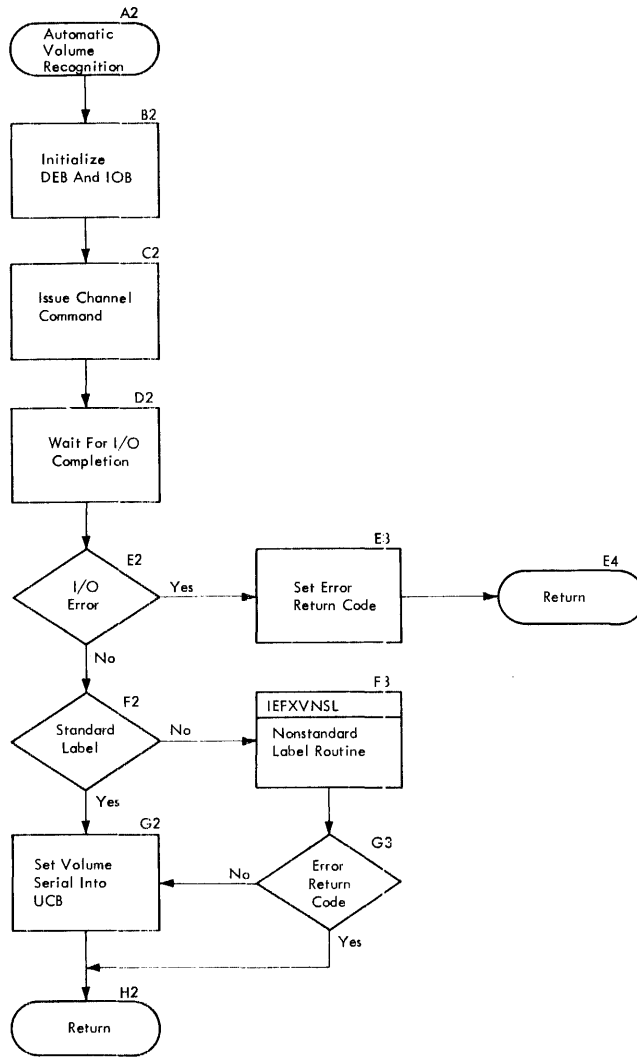 A2
Automatic
Volume
Recognition
B2
Initialize
DEB And IOB
C2
Issue Channel
Command
D2
Wait For I/O
Completion
E2
I/O
Error
Yes
E3
Set Error
Return Code
E4
Return
No
F2
Standard
Label
No
F3
IEFXVNSL
Nonstandard
Label Routine
Yes
G2
Set Volume
Serial Into
UCB
No
G3
Error
Return
Code
Yes
H2
Return